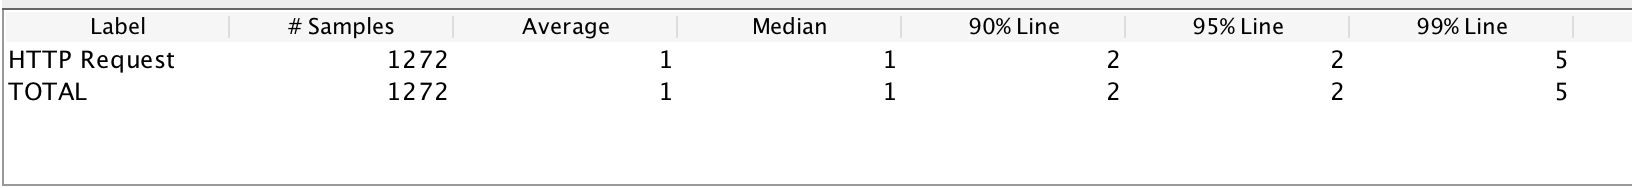 Label # Samples Average Median 90% Line 95% Line 99% Line
HTTP Request 1272 1 1 2 2 5
TOTAL 1272 1 1 2 2 5